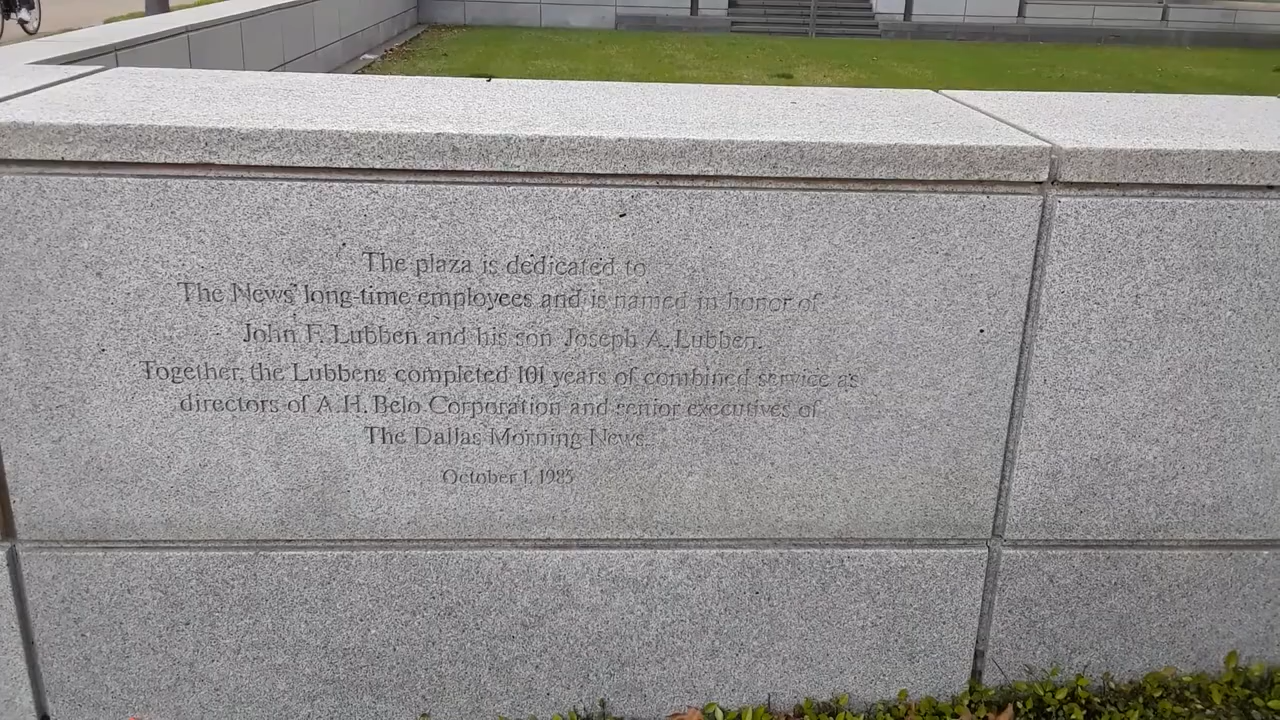 The plaza is dedicated to
The News' long-time employees and is named in honor of
John F. Lubben and his son Joseph A. Lubben.
Together, the Lubbens completed 101 years of combined service as
directors of A.H. Belo Corporation and senior executives of
The Dallas Morning News.
October 1, 1985